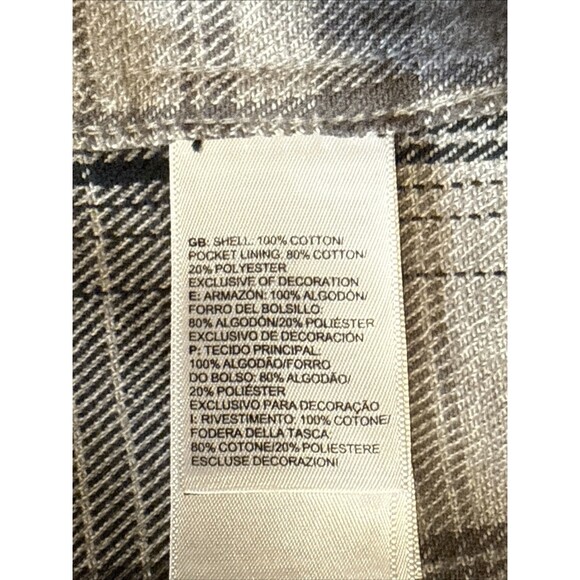 GB: SHELL: 100% COTTON/
POCKET LINING: 80% COTTON/
20% POLYESTER
EXCLUSIVE OF DECORATION
E: ARMAZÓN: 100% ALGODÓN/
FORRO DEL BOLSILLO:
80% ALGODÓN/20% POLIÉSTER
EXCLUSIVO DE DECORACIÓN
P: TECIDO PRINCIPAL:
100% ALGODÃO/FORRO
DO BOLSO: 80% ALGODÃO/
20% POLIÉSTER
EXCLUSIVO PARA DECORAÇÃO
I: RIVESTIMENTO: 100% COTONE/
FODERA DELLA TASCA:
80% COTONE/20% POLIESTERE
ESCLUSE DECORAZIONI